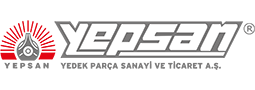 yepsan®
YEPSAN
YEDEK PARÇA SANAYİ VE TİCARET A.Ş.